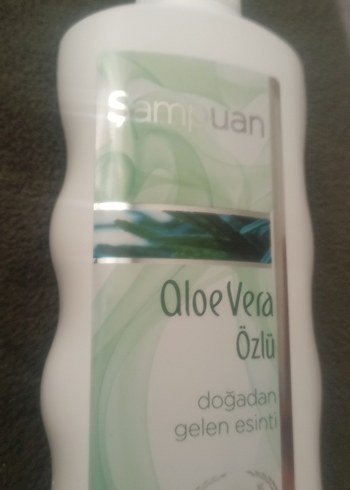 Şampuan
aloe Vera
Özlü
doğadan
gelen esinti